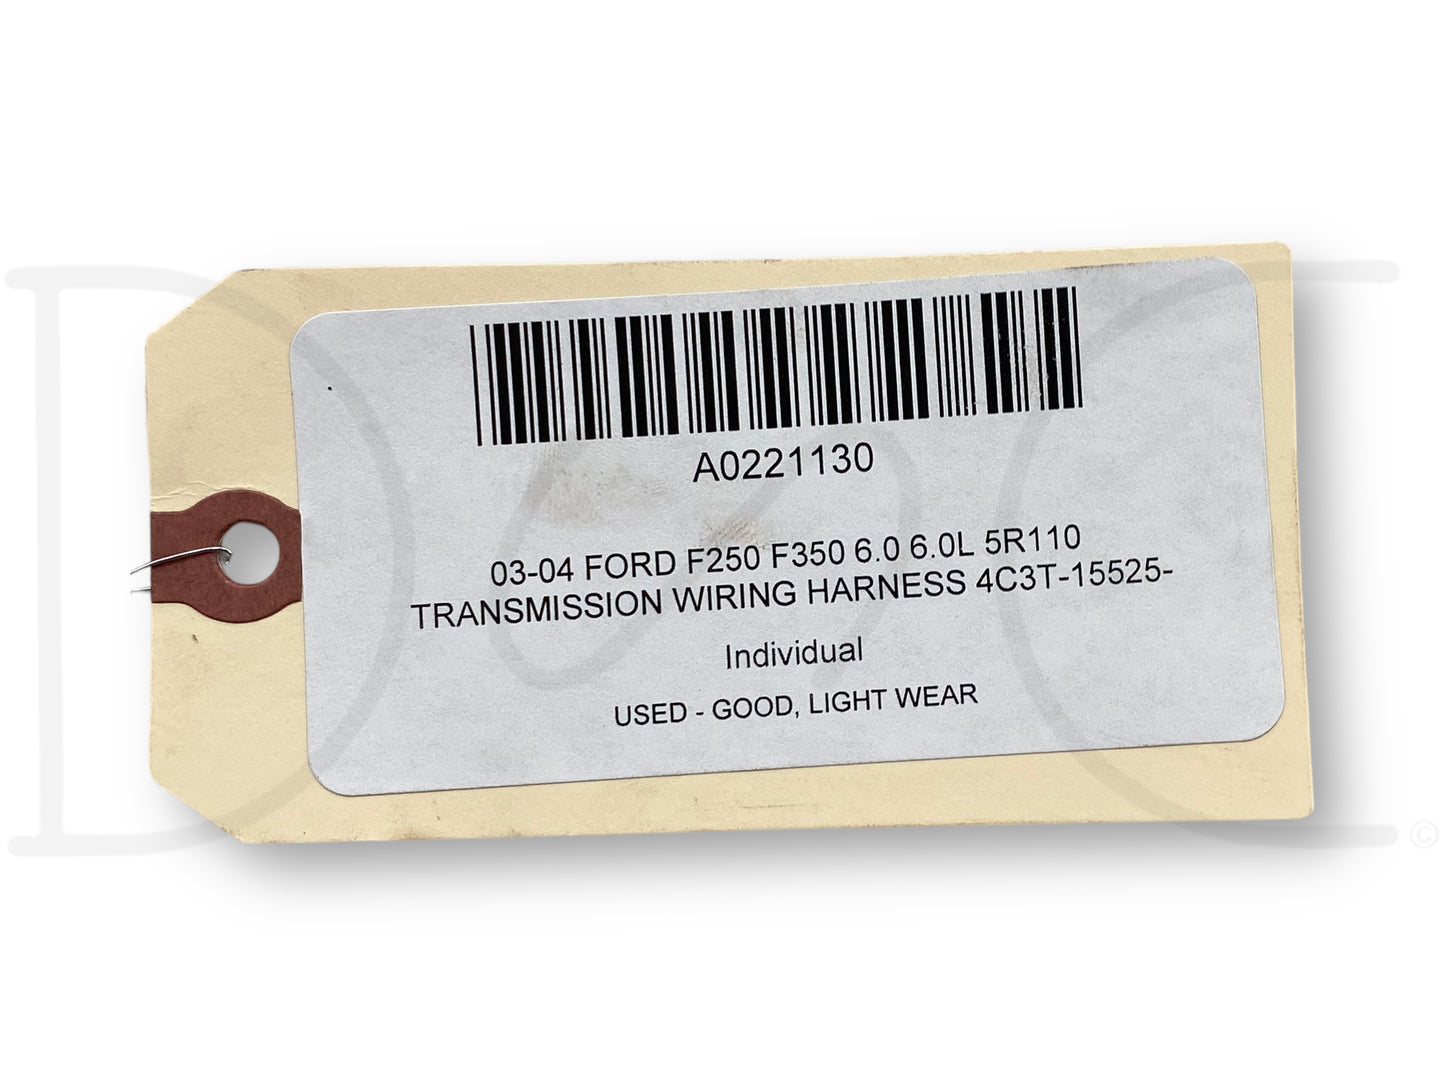 A0221130
03-04 FORD F250 F350 6.0 6.0L 5R110
TRANSMISSION WIRING HARNESS 4C3T-15525-
Individual
USED - GOOD, LIGHT WEAR
©